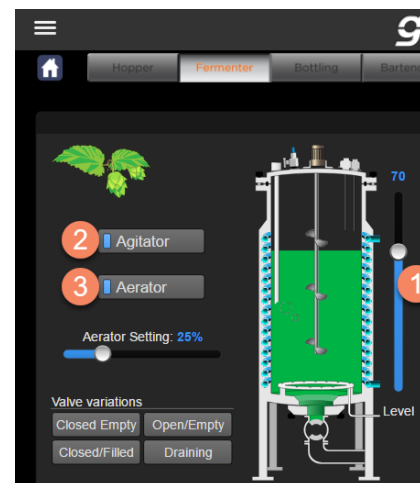 Hopper Fermenter Bottling
70
2 Agitator
1
3 Aerator
Aerator Setting: 25%
Valve variations
Level
Closed Empty Open/Empty
Closed/Filled Draining